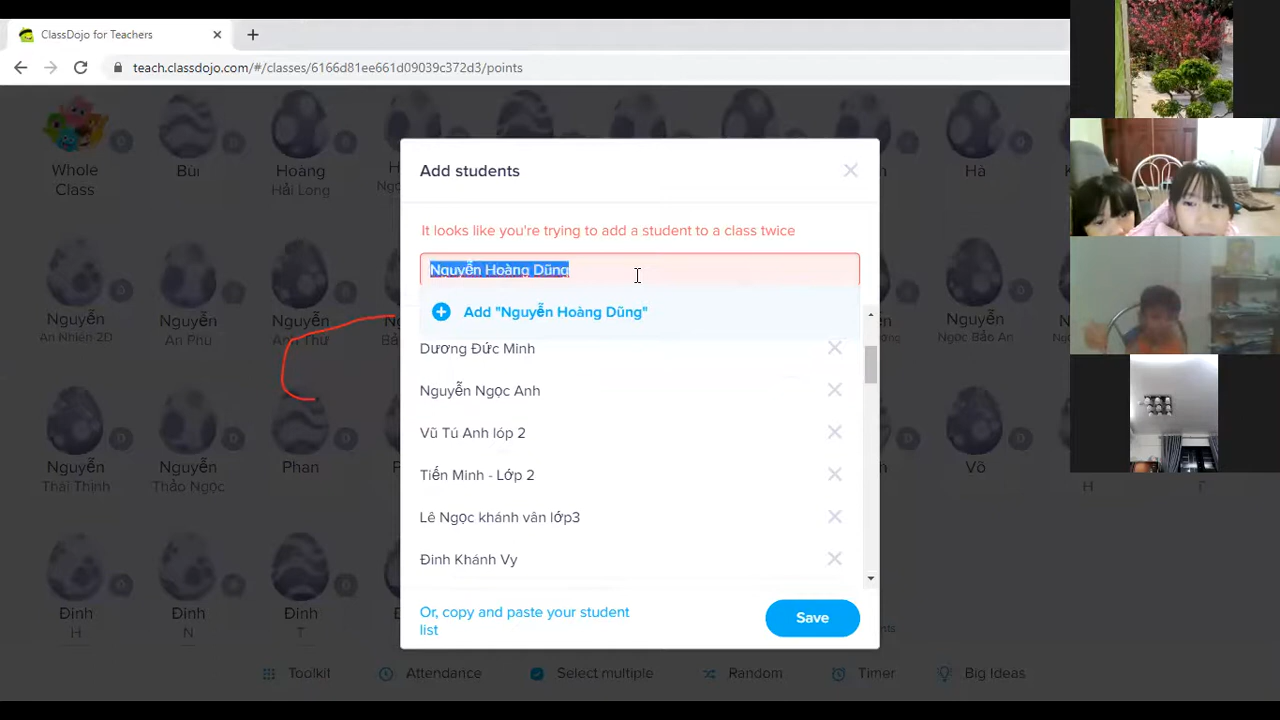 ClassDojo for Teachers
teach.classdojo.com/#/classes/6166d81ee661d09039c372d3/points
Whole
Class
0
Bùi
Hoàng
Hải Long
Hà
Add students
It looks like you're trying to add a student to a class twice
Nguyễn Hoàng Dũng
Add "Nguyễn Hoàng Dũng"
Dương Đức Minh
Nguyễn Ngọc Anh
Vũ Tú Anh lóp 2
Tiến Minh - Lớp 2
Lê Ngọc khánh vân lớp3
Đinh Khánh Vy
Or, copy and paste your student
list
Save
Nguyễn
An Nhiên 2D
Nguyễn
An Phú
Nguyễn
Anh Thư
Nguyễn
Ngọc Bảo An
Nguyễn
Thái Thịnh
Nguyễn
Thảo Ngọc
Phan
Võ
H
T
Đinh
H
Đinh
N
Đinh
T
Toolkit
Attendance
Select multiple
Random
Timer
Big Ideas